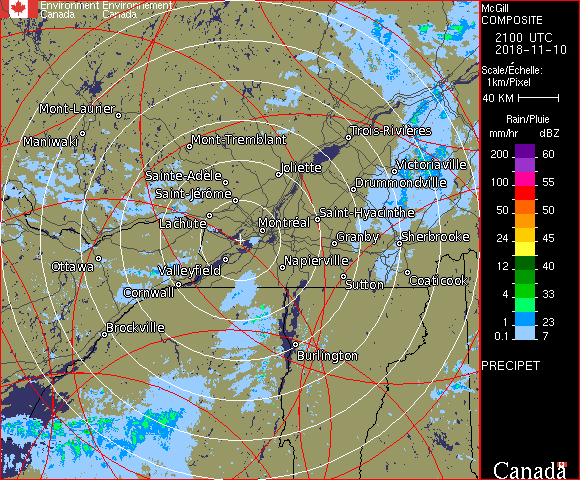 Environment Environnement
Canada Canada
McGill
COMPOSITE
2100 UTC
2018-11-10
Scale/Échelle:
1km/Pixel
40 KM
Rain/Pluie
mm/hr dBZ
200 60
100 55
50 50
24 45
12 40
4 33
1 23
0.1 7
PRECIPET
Canada
Mont-Laurier
Maniwaki
Mont-Tremblant
Trois-Rivières
Joliette
Victoriaville
Sainte-Adèle
Drummondville
Saint-Jérôme
Lachute
Saint-Hyacinthe
Montréal
Granby
Sherbrooke
Ottawa
Valleyfield
Napierville
Cornwall
Sutton
Coaticook
Brockville
Burlington